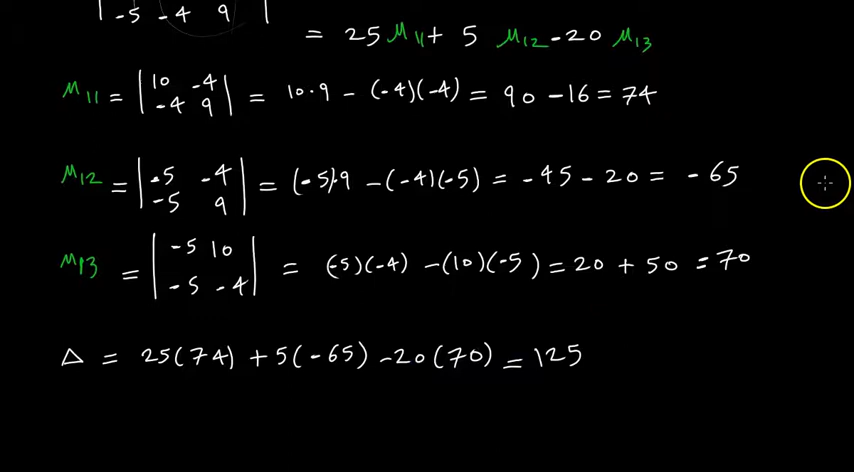 -5 -4 9
= 25 M11 + 5 M12 - 20 M13
M11 = | 10 -4 | = 10·9 - (-4)(-4) = 90 - 16 = 74
| -4 9 |
M12 = | -5 -4 | = (-5)·9 - (-4)(-5) = -45 - 20 = -65
| -5 9 |
M13 = | -5 10 | = (-5)(-4) - (10)(-5) = 20 + 50 = 70
| -5 -4 |
Δ = 25(74) + 5(-65) - 20(70) = 125